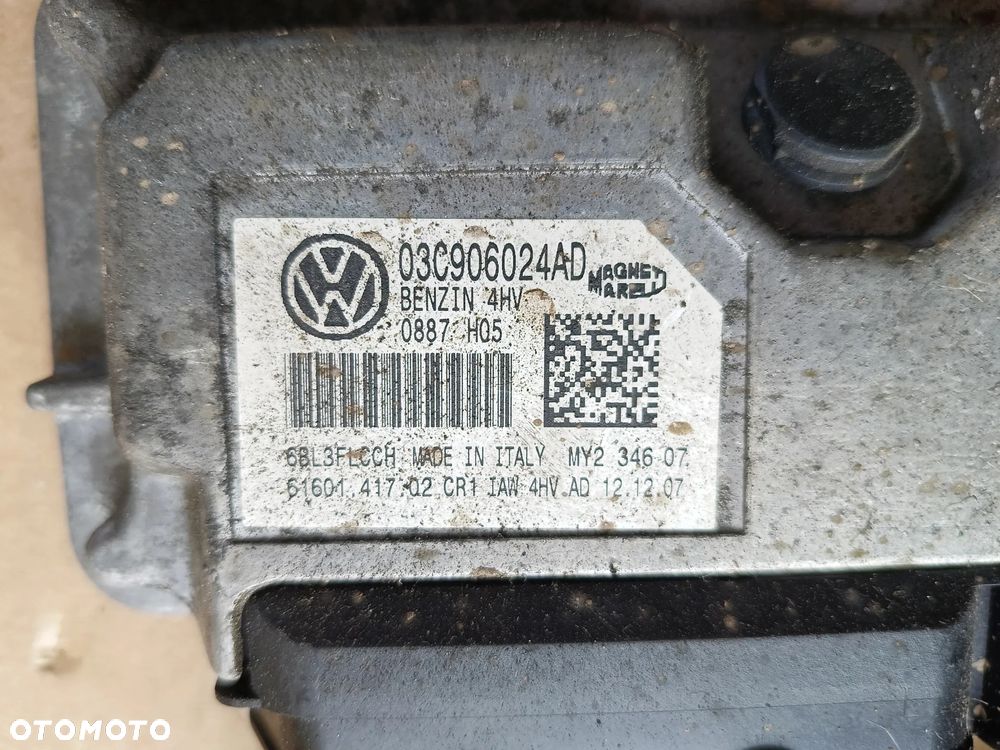 03C906024AD
MAGNETI
MARELLI
BENZIN 4HV
0887 H05
6BL3FLCCH MADE IN ITALY MY2 346 07
61601.417.02 CR1 IAW 4HV.AD 12.12.07
OTOMOTO